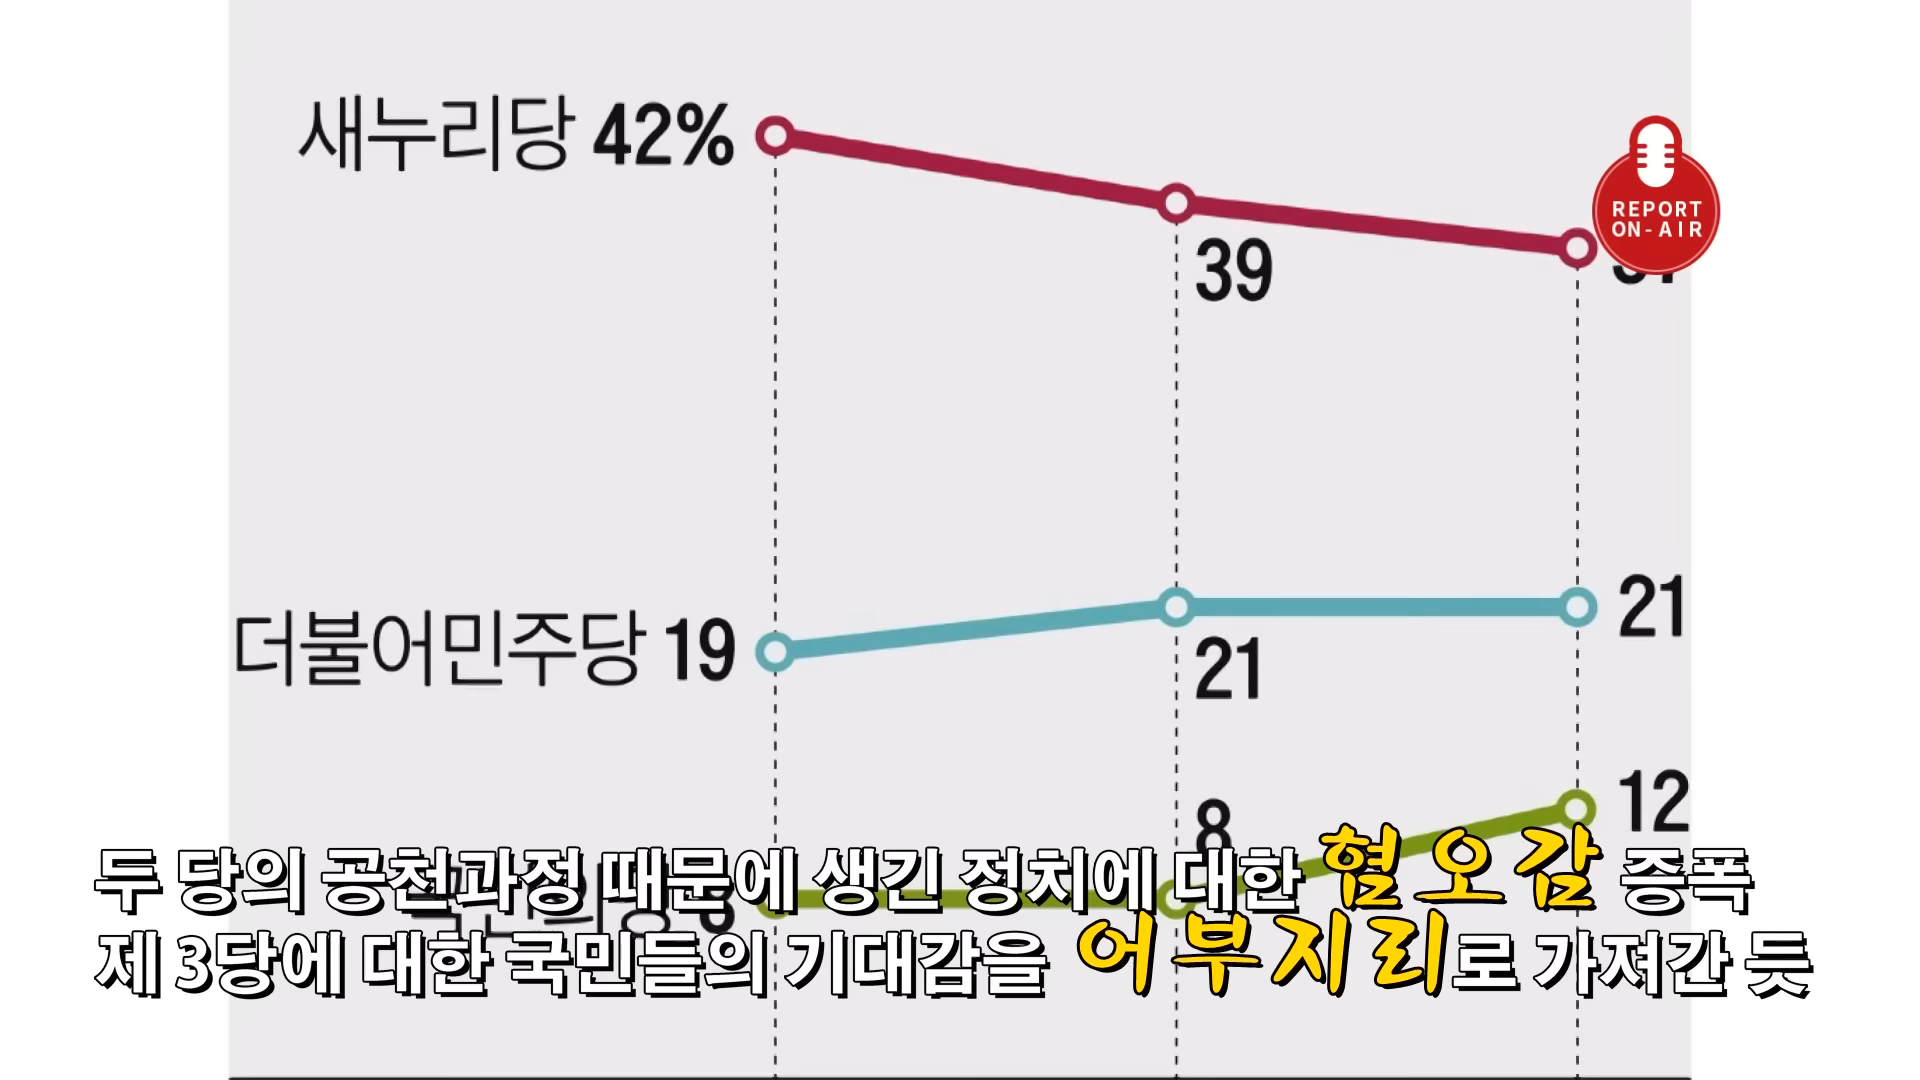 새누리당 42%
REPORT
ON-AIR
39
더불어민주당 19
21
21
12
8
두 당의 공천과정 때문에 생긴 정치에 대한 혐오감 증폭
제 3당에 대한 국민들의 기대감을 어부지리로 가져간 듯